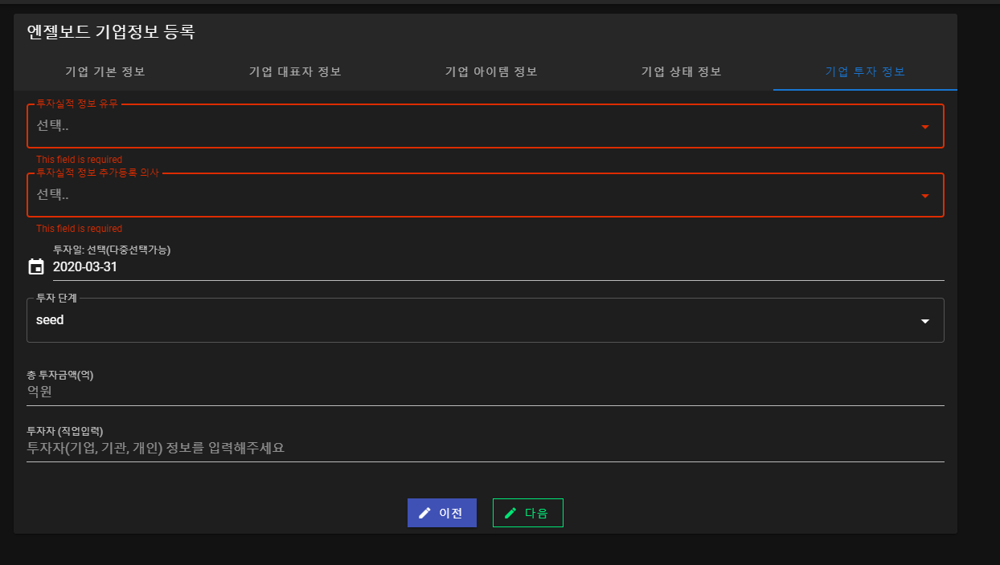 엔젤보드 기업정보 등록
기업 기본 정보 기업 대표자 정보 기업 아이템 정보 기업 상태 정보 기업 투자 정보
투자실적 정보 유무
선택..
This field is required
투자실적 정보 추가등록 의사
선택..
This field is required
투자일: 선택(다중선택가능)
2020-03-31
투자 단계
seed
총 투자금액(억)
억원
투자자 (직업입력)
투자자(기업, 기관, 개인) 정보를 입력해주세요
이전 다음